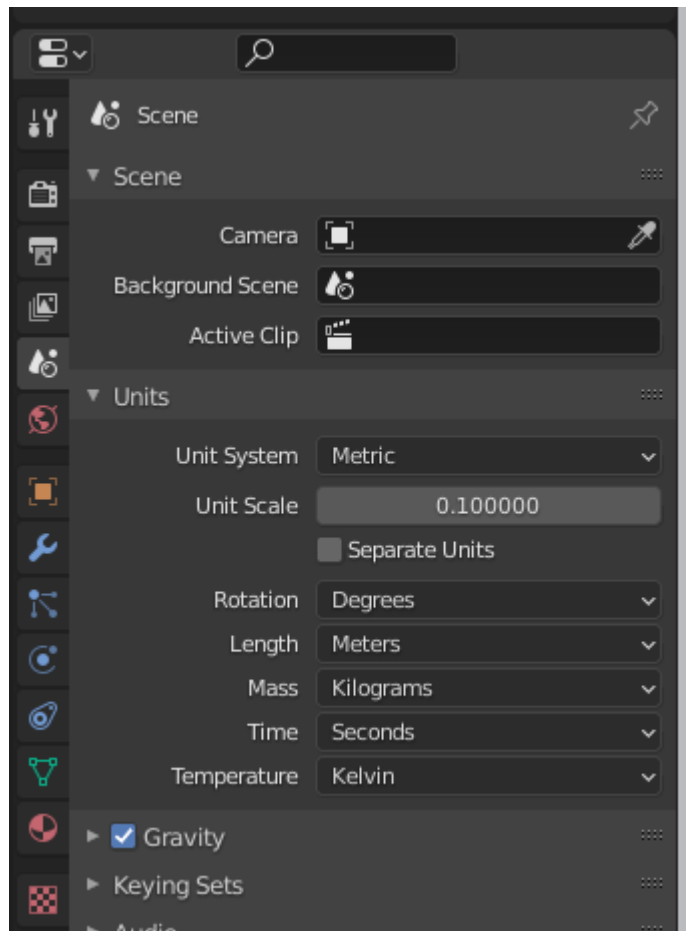 Scene
Scene
Camera
Background Scene
Active Clip
Units
Unit System Metric
Unit Scale 0.100000
Separate Units
Rotation Degrees
Length Meters
Mass Kilograms
Time Seconds
Temperature Kelvin
Gravity
Keying Sets
Audio